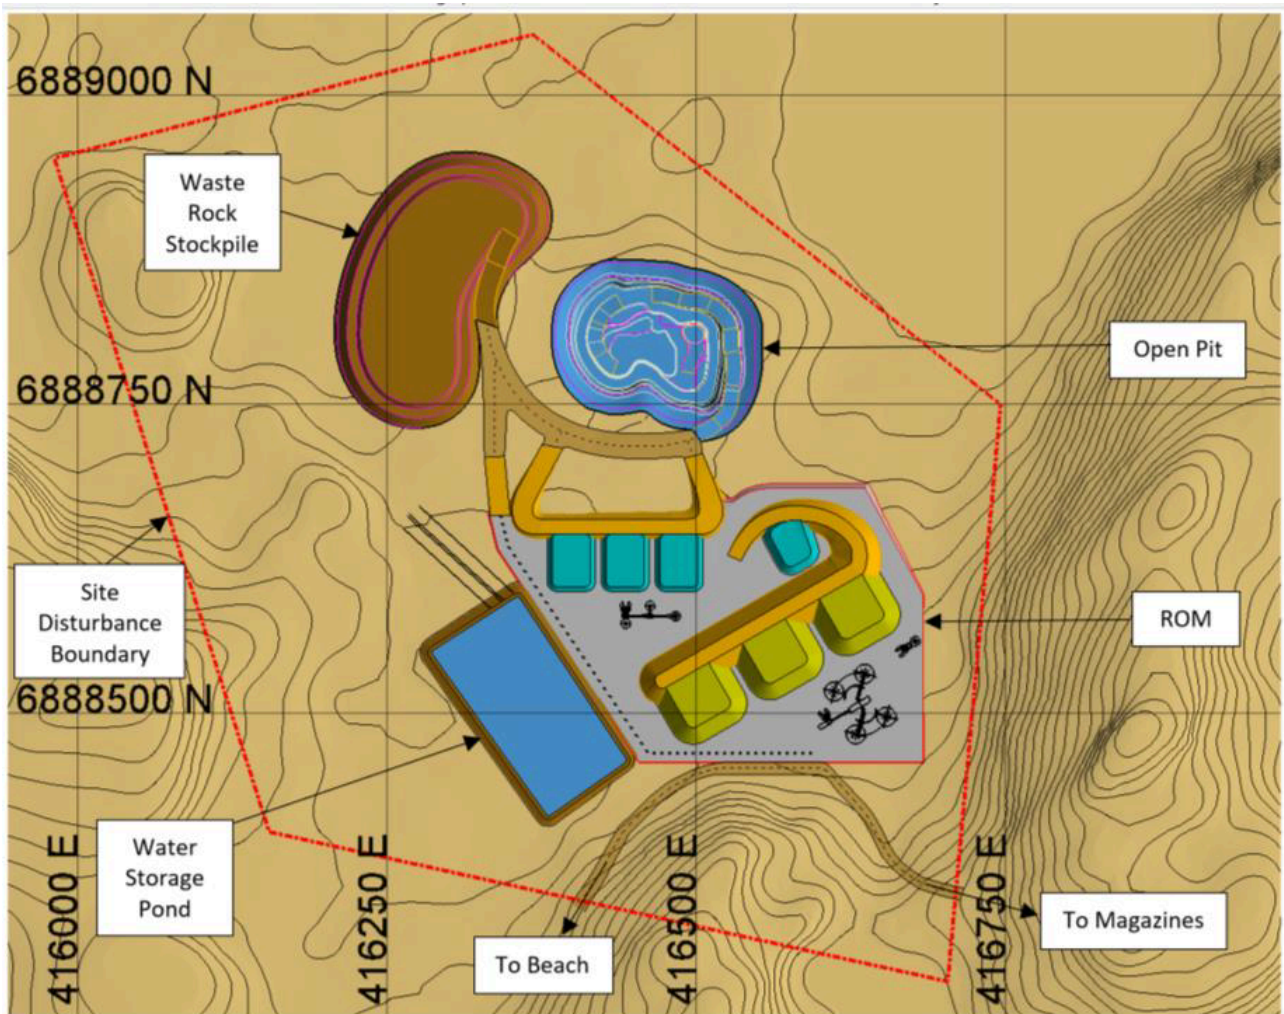 6889000 N
Waste
Rock
Stockpile
Open Pit
6888750 N
Site
Disturbance
Boundary
ROM
6888500 N
Water
Storage
Pond
416000 E
416250 E
416500 E
416750 E
To Magazines
To Beach